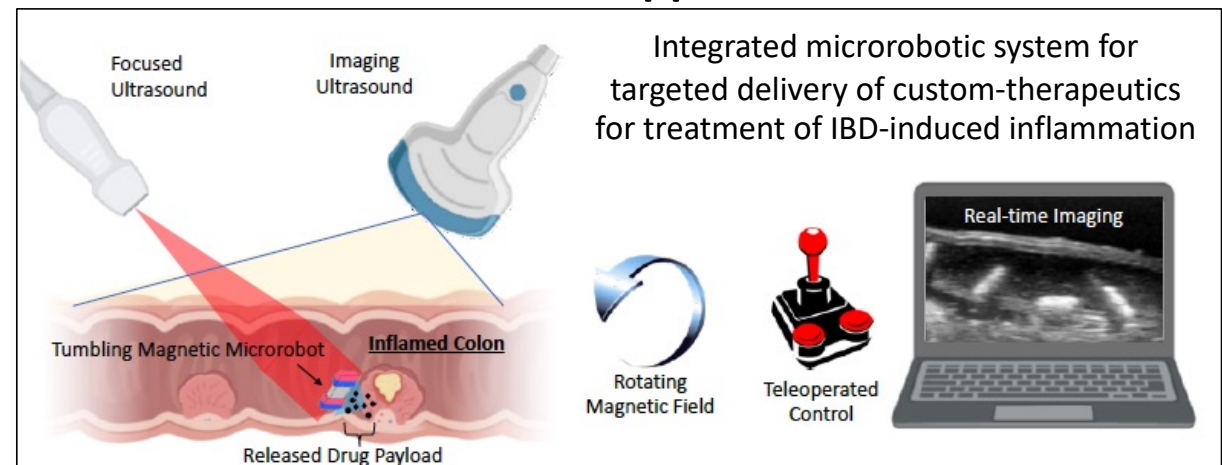 Integrated microrobotic system for
targeted delivery of custom-therapeutics
for treatment of IBD-induced inflammation
Focused
Ultrasound
Imaging
Ultrasound
Real-time Imaging
Tumbling Magnetic Microrobot
Inflamed Colon
Released Drug Payload
Rotating
Magnetic Field
Teleoperated
Control